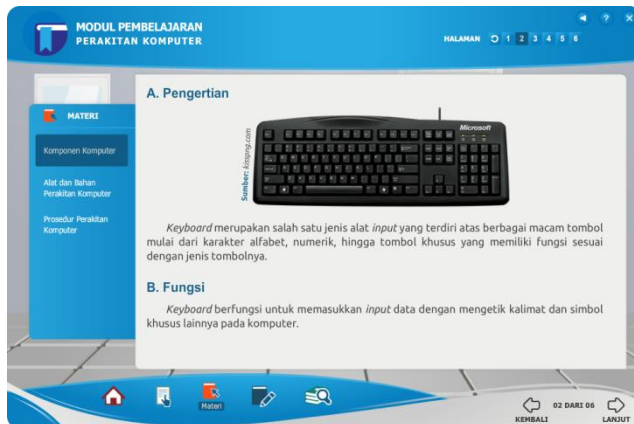 MODUL PEMBELAJARAN
PERAKITAN KOMPUTER
HALAMAN 1 2 3 4 5 6
?
MATERI
Komponen Komputer
Alat dan Bahan
Perakitan Komputer
Prosedur Perakitan
Komputer
A. Pengertian
Microsoft
Sumber: kisspng.com
Keyboard merupakan salah satu jenis alat input yang terdiri atas berbagai macam tombol
mulai dari karakter alfabet, numerik, hingga tombol khusus yang memiliki fungsi sesuai
dengan jenis tombolnya.
B. Fungsi
Keyboard berfungsi untuk memasukkan input data dengan mengetik kalimat dan simbol
khusus lainnya pada komputer.
Materi
KEMBALI
02 DARI 06
LANJUT